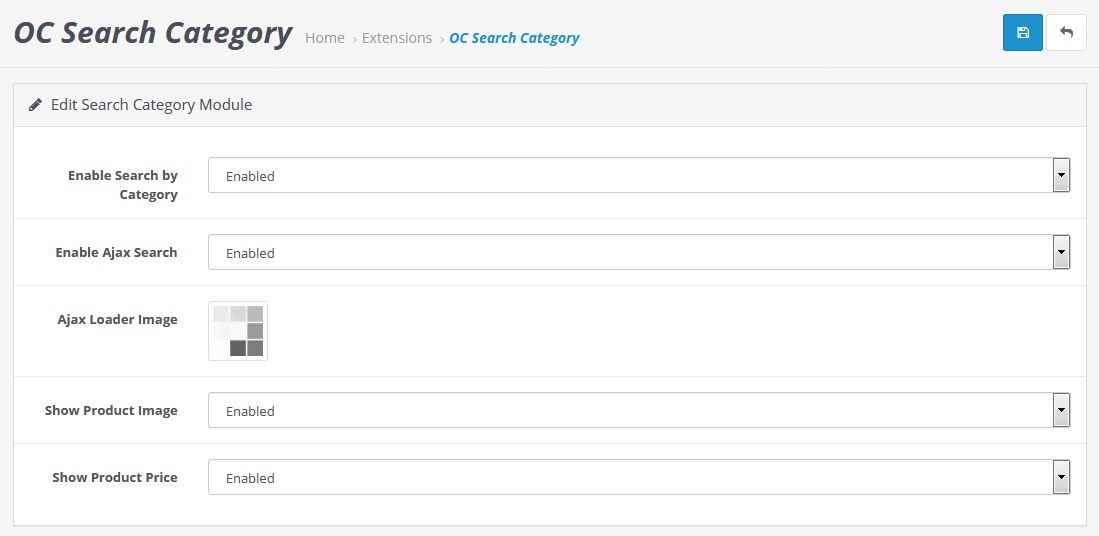 OC Search Category Home › Extensions › OC Search Category
Edit Search Category Module
Enable Search by Category
Enabled
Enable Ajax Search
Enabled
Ajax Loader Image
Show Product Image
Enabled
Show Product Price
Enabled